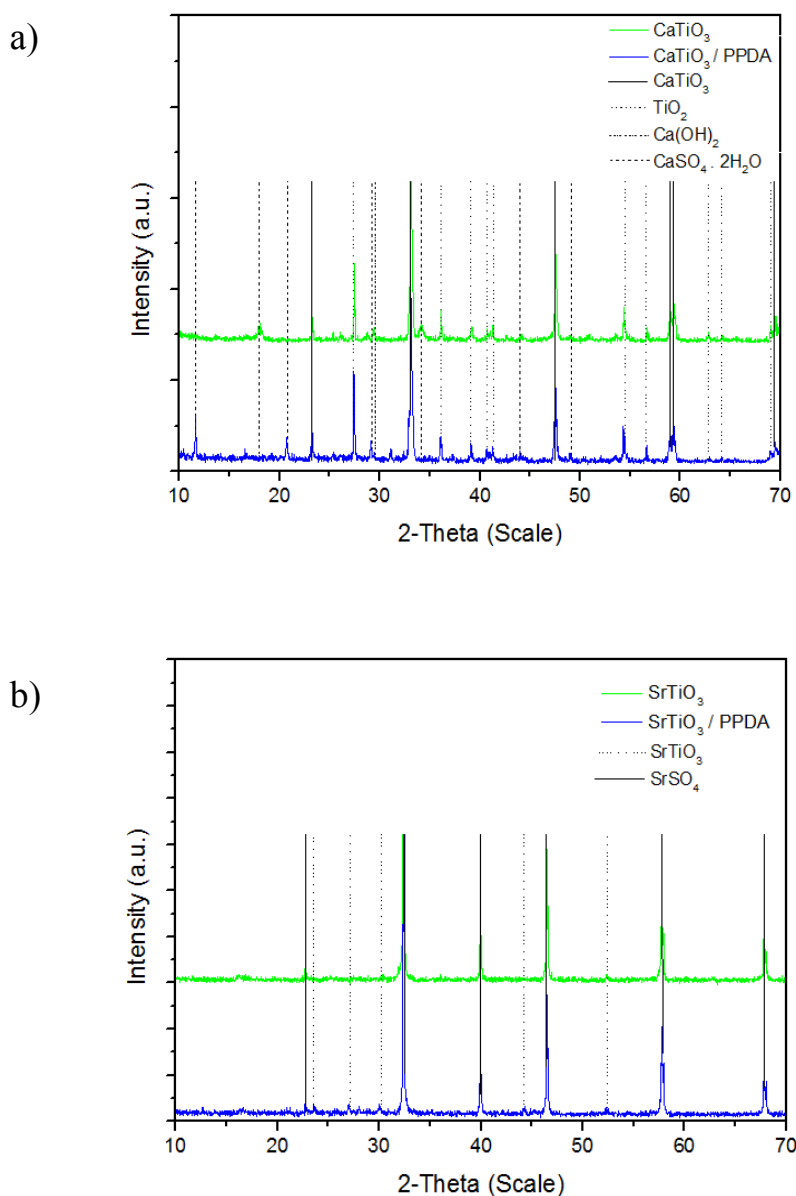 a)
CaTiO₃
CaTiO₃ / PPDA
CaTiO₃
TiO₂
Ca(OH)₂
CaSO₄ . 2H₂O
Intensity (a.u.)
10 20 30 40 50 60 70
2-Theta (Scale)
b)
SrTiO₃
SrTiO₃ / PPDA
SrTiO₃
SrSO₄
Intensity (a.u.)
10 20 30 40 50 60 70
2-Theta (Scale)